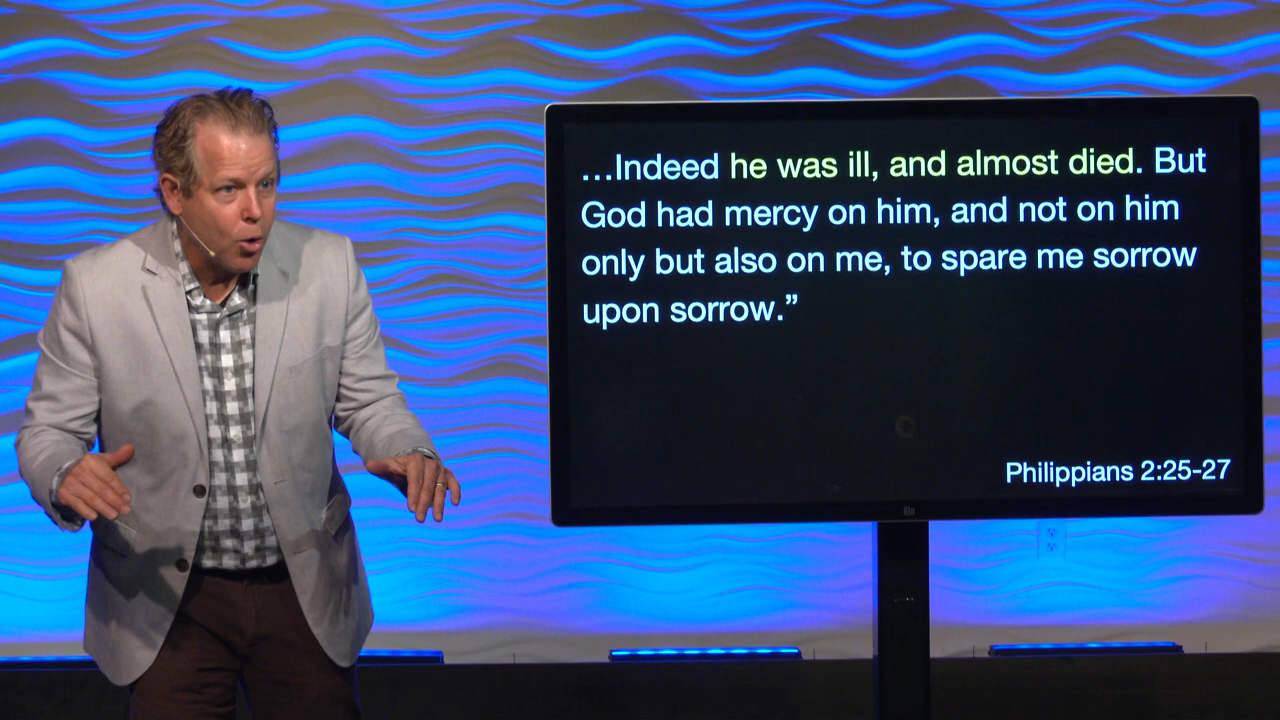 …Indeed he was ill, and almost died. But
God had mercy on him, and not on him
only but also on me, to spare me sorrow
upon sorrow.”
Philippians 2:25-27
elo